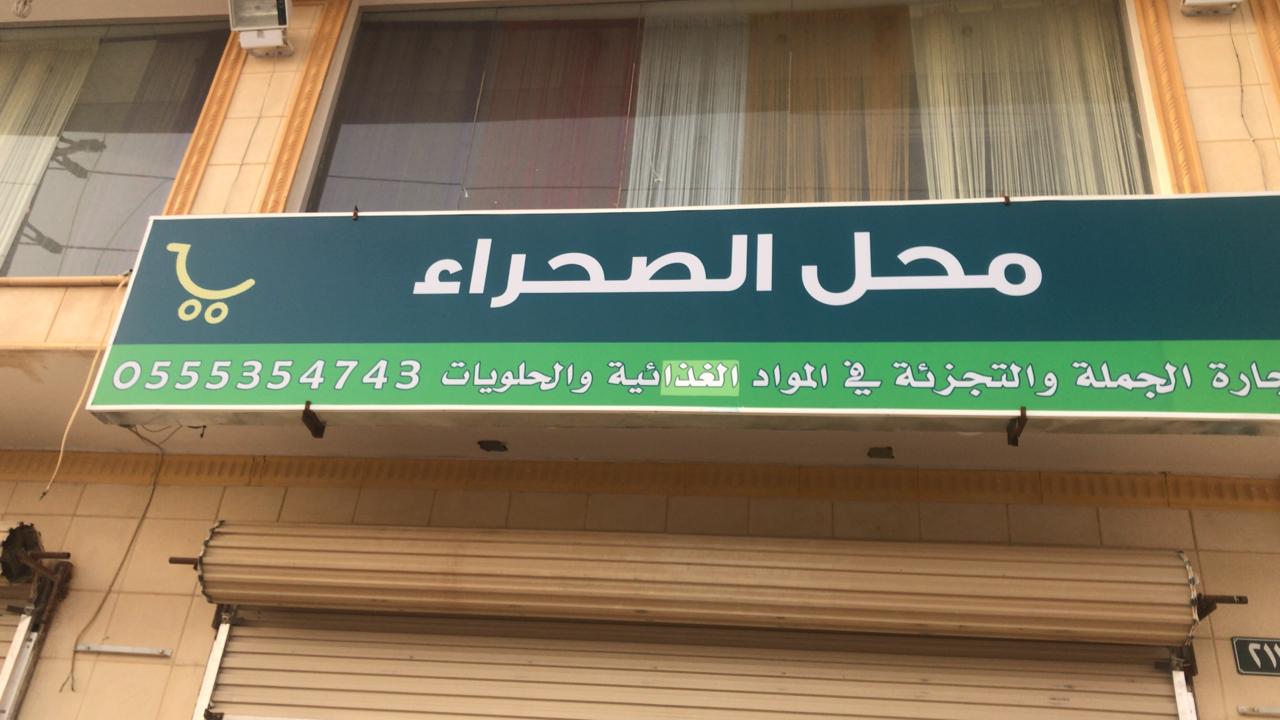 محل الصحراء
جارة الجملة والتجزئة في المواد الغذائية والحلويات 0555354743